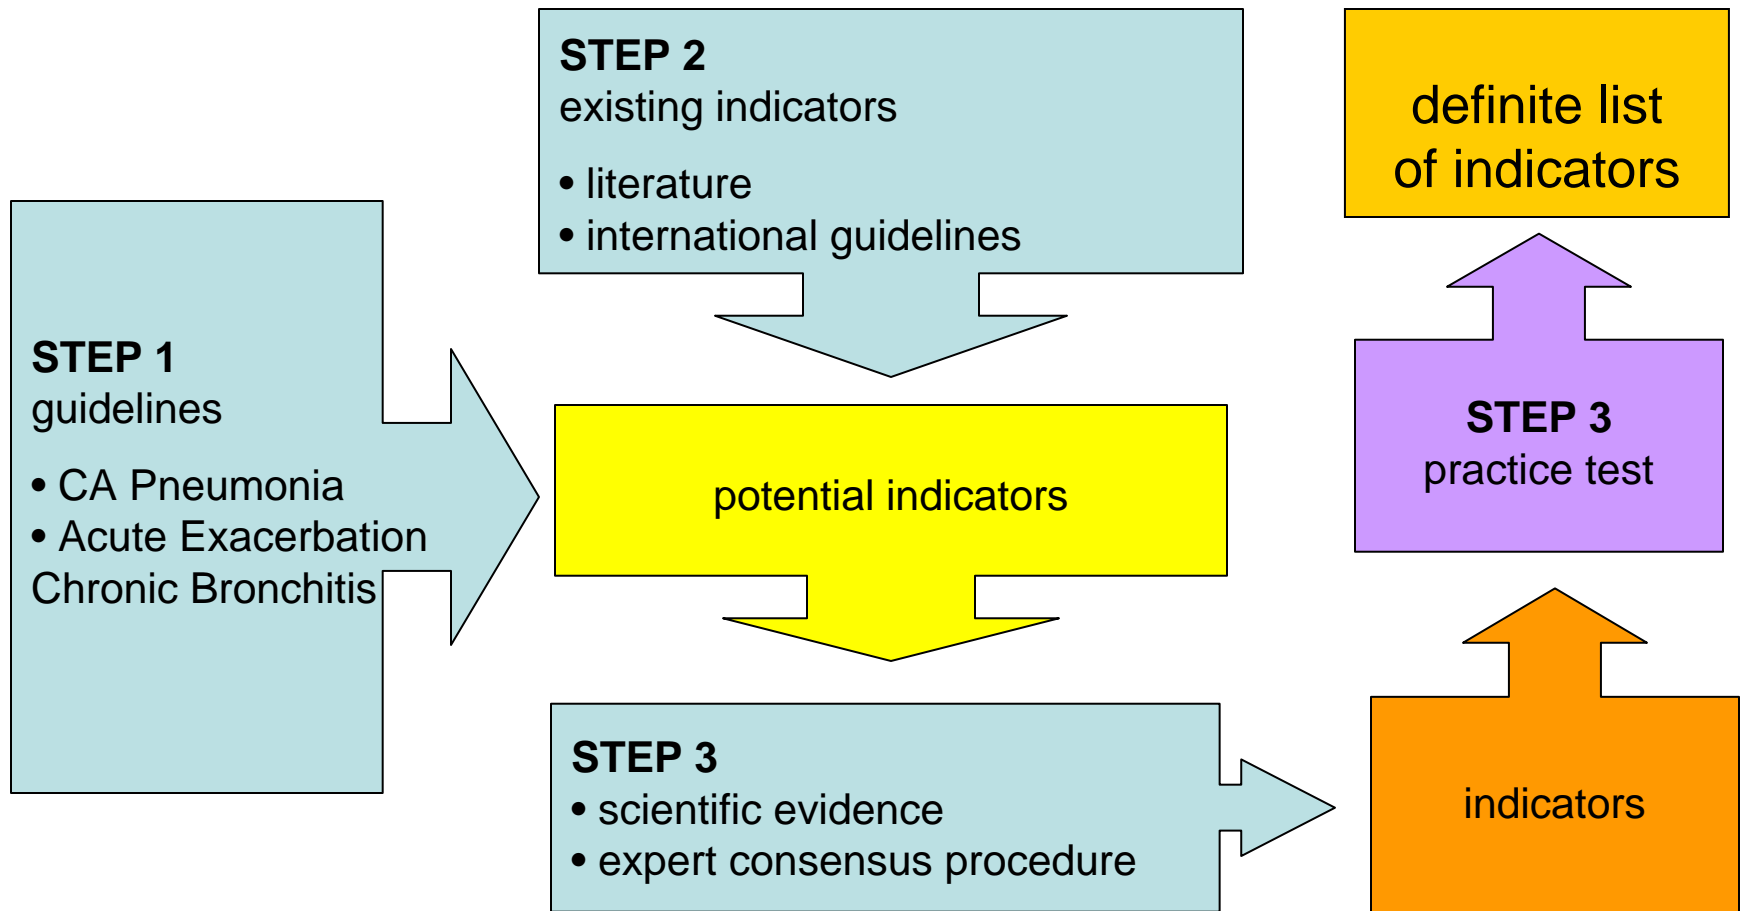 STEP 1
guidelines
• CA Pneumonia
• Acute Exacerbation
Chronic Bronchitis
STEP 2
existing indicators
• literature
• international guidelines
potential indicators
STEP 3
• scientific evidence
• expert consensus procedure
indicators
STEP 3
practice test
definite list
of indicators